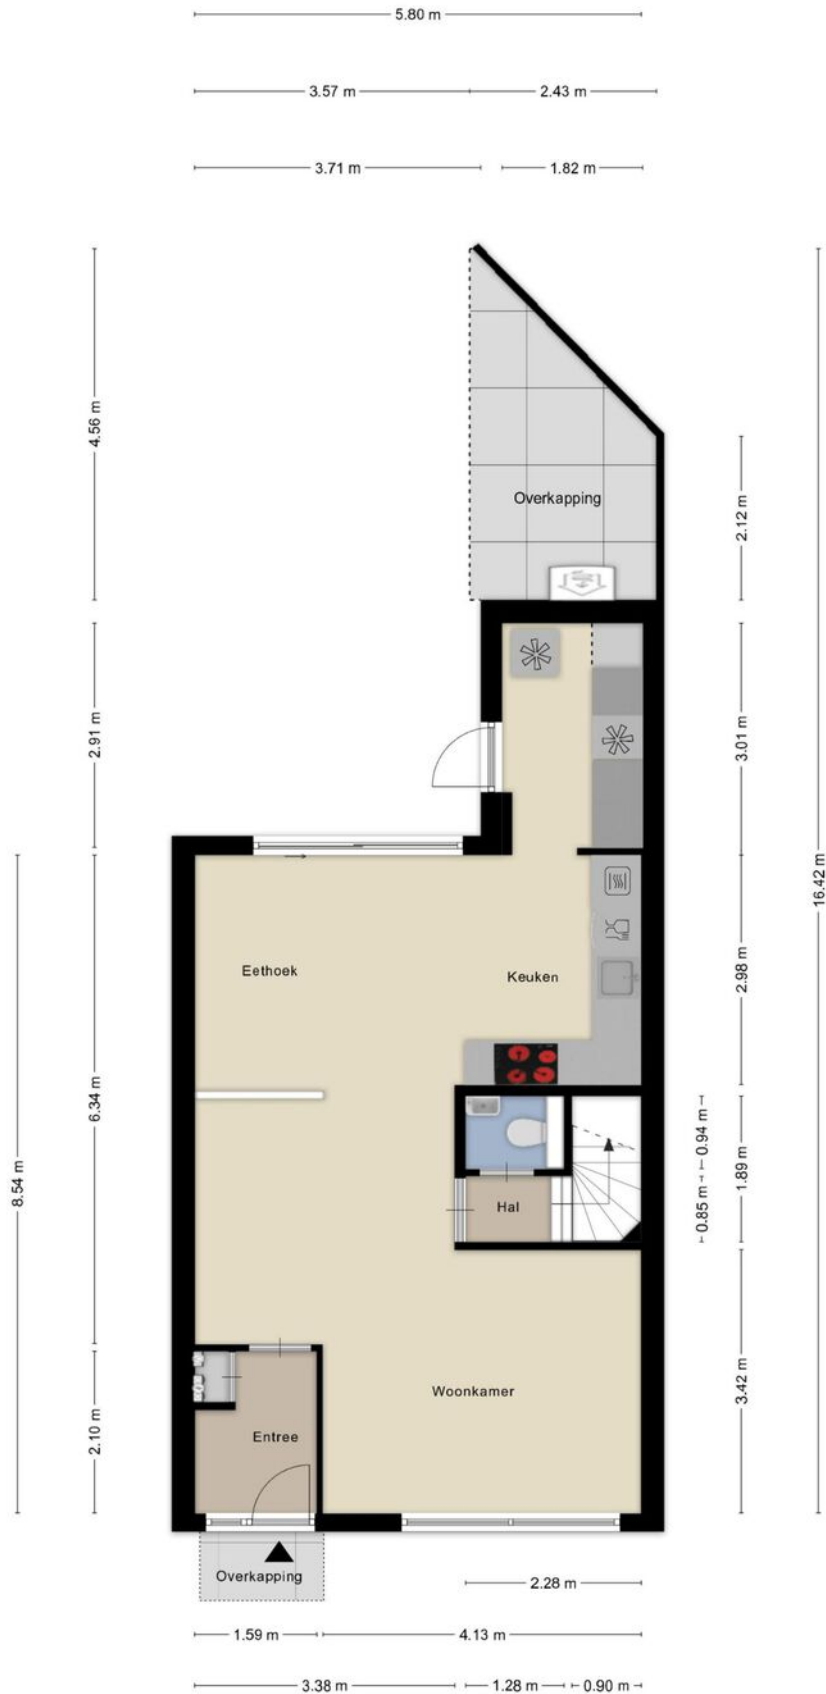 5.80 m
3.57 m
2.43 m
3.71 m
1.82 m
4.56 m
2.12 m
Overkapping
2.91 m
3.01 m
16.42 m
Eethoek
Keuken
2.98 m
6.34 m
8.54 m
0.94 m
0.85 m
1.89 m
Hal
Woonkamer
3.42 m
2.10 m
Entree
Overkapping
2.28 m
1.59 m
4.13 m
3.38 m
1.28 m
0.90 m